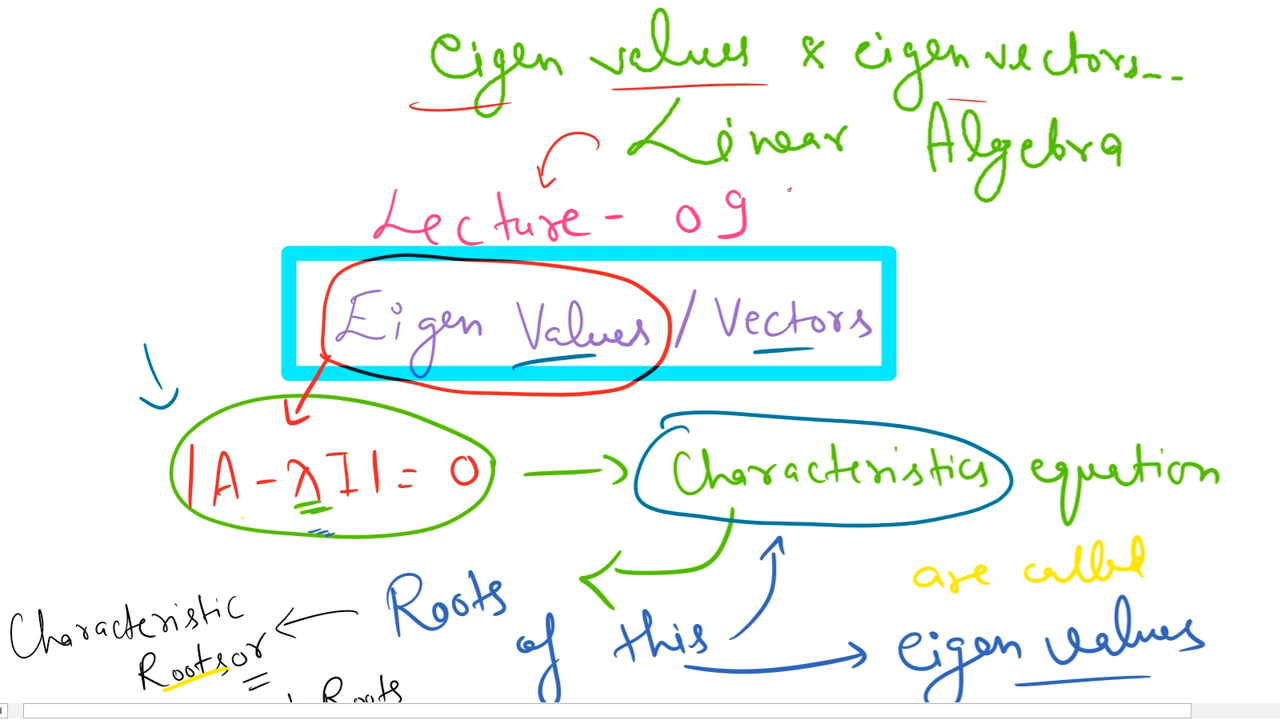 Eigen values & eigen vectors--
Linear Algebra
Lecture - 09
Eigen Values / Vectors
|A - λI| = 0 → Characteristics equation
are called
Roots of this → eigen values
Characteristic
Roots or
Roots